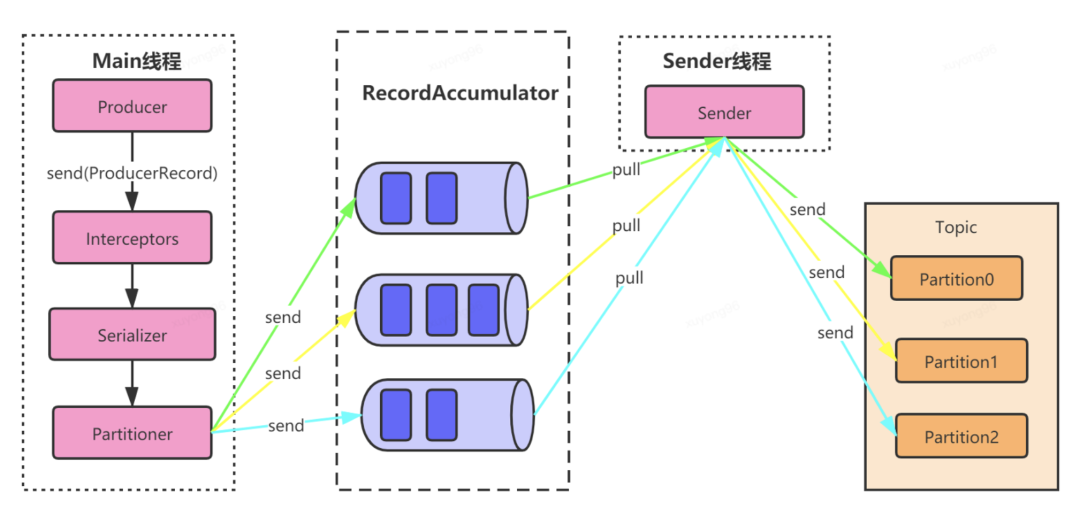 Main线程
Producer
send(ProducerRecord)
Interceptors
Serializer
Partitioner
send
send
send
RecordAccumulator
pull
pull
pull
Sender线程
Sender
send
send
send
Topic
Partition0
Partition1
Partition2